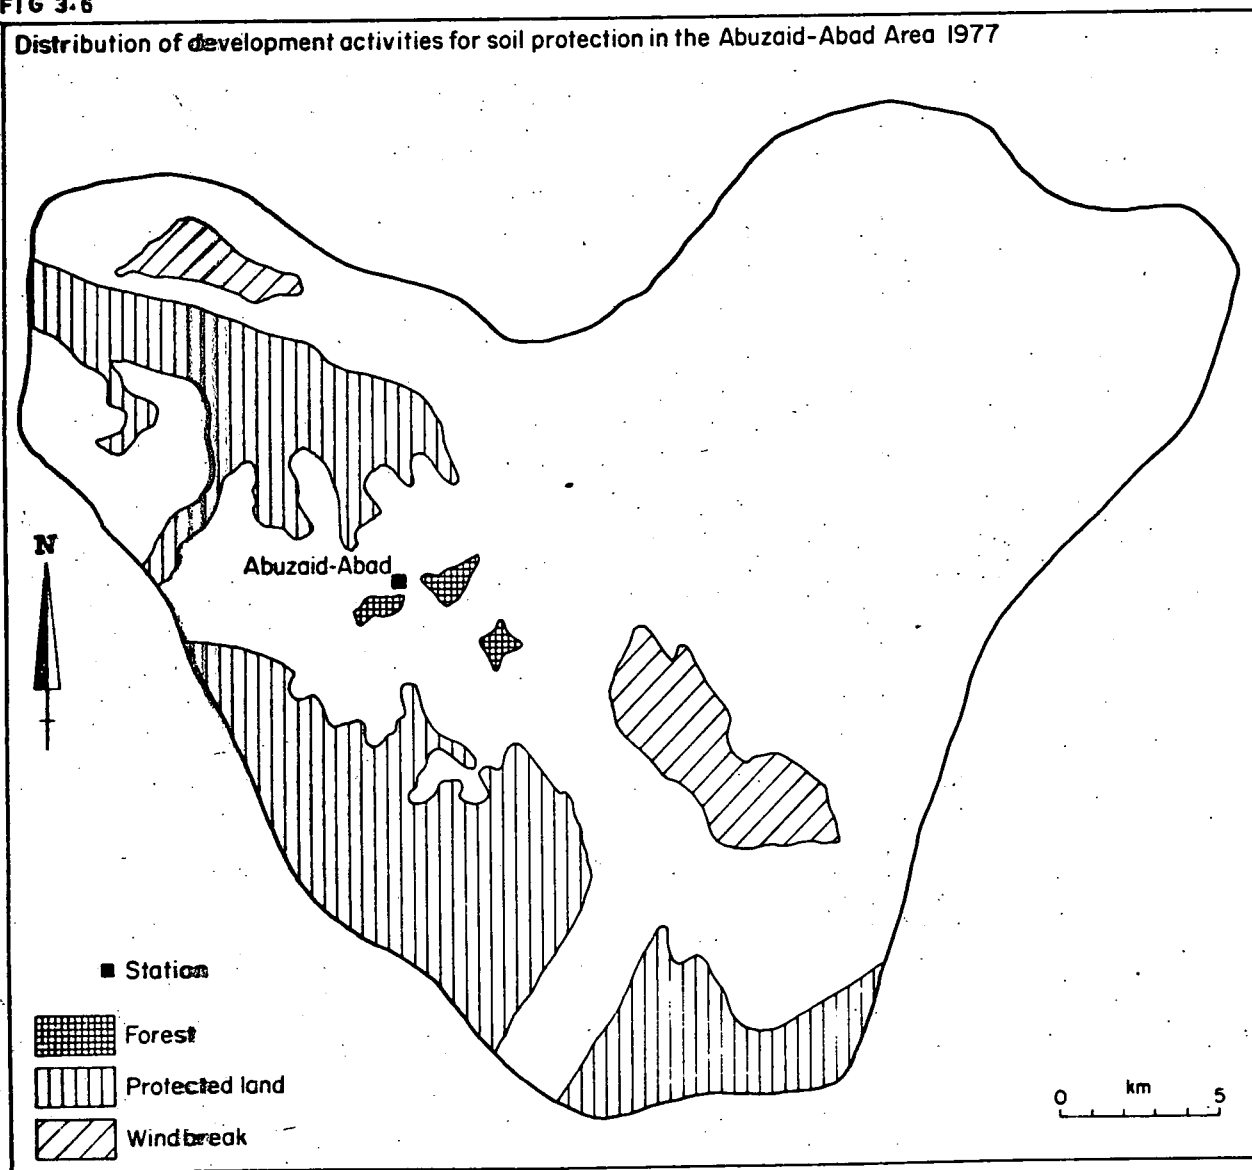 FIG 3.6
Distribution of development activities for soil protection in the Abuzaid-Abad Area 1977
N
Abuzaid-Abad
Station
Forest
Protected land
Windbreak
0 km 5